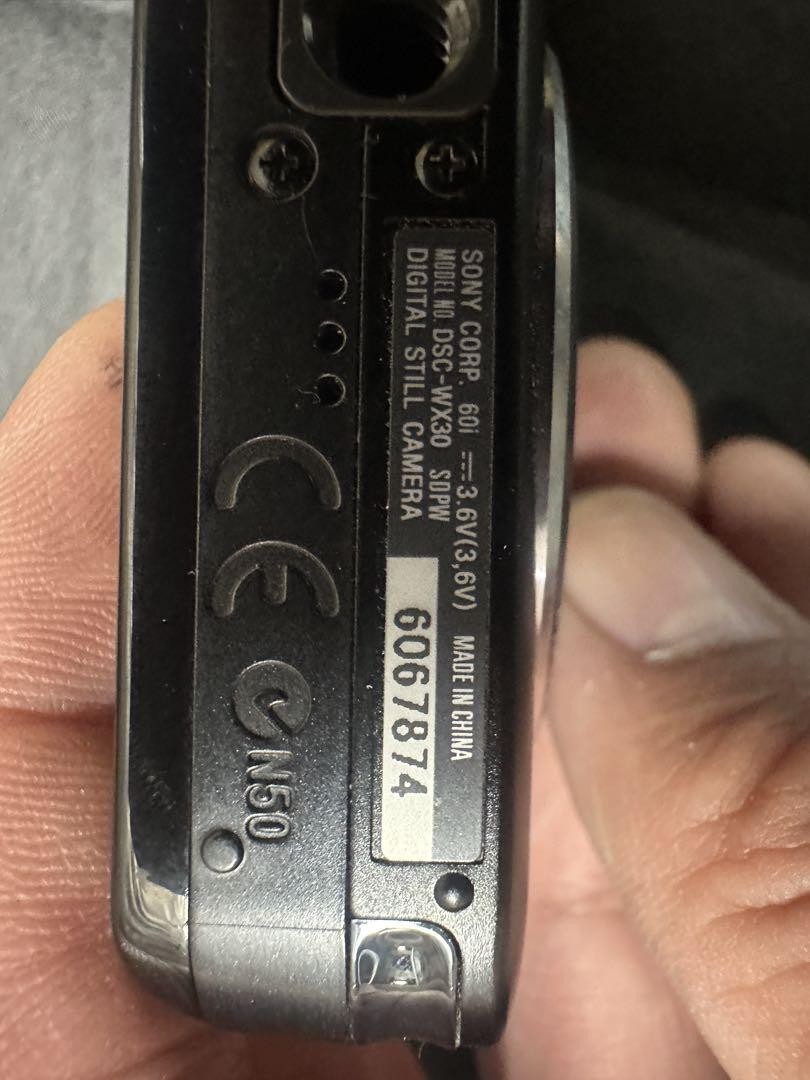 SONY CORP. 60i ⎓3.6V(3,6V) MADE IN CHINA
MODEL NO. DSC-WX30 SDPW
DIGITAL STILL CAMERA
6067874
CE
N50